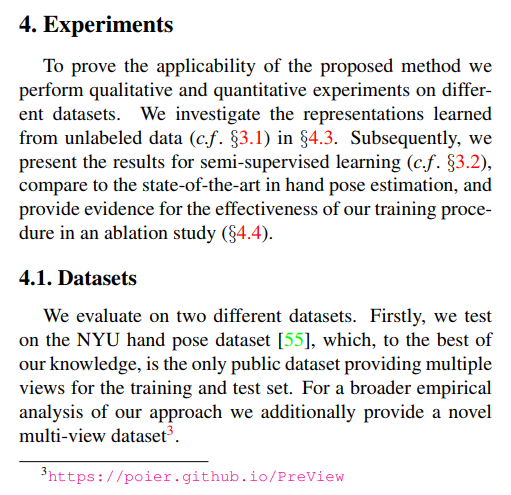 4. Experiments
To prove the applicability of the proposed method we
perform qualitative and quantitative experiments on differ-
ent datasets. We investigate the representations learned
from unlabeled data (c.f. §3.1) in §4.3. Subsequently, we
present the results for semi-supervised learning (c.f. §3.2),
compare to the state-of-the-art in hand pose estimation, and
provide evidence for the effectiveness of our training proce-
dure in an ablation study (§4.4).
4.1. Datasets
We evaluate on two different datasets. Firstly, we test
on the NYU hand pose dataset [55], which, to the best of
our knowledge, is the only public dataset providing multiple
views for the training and test set. For a broader empirical
analysis of our approach we additionally provide a novel
multi-view dataset³.
³https://poier.github.io/PreView